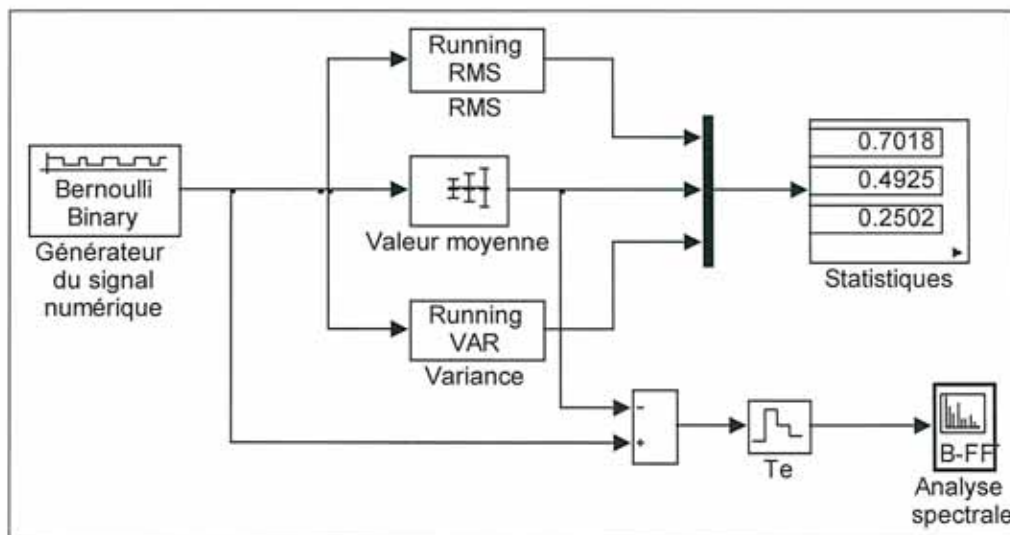 Running
RMS
RMS
Bernoulli
Binary
Générateur
du signal
numérique
Valeur moyenne
Running
VAR
Variance
0.7018
0.4925
0.2502
Statistiques
-
+
Te
B-FF
Analyse
spectrale